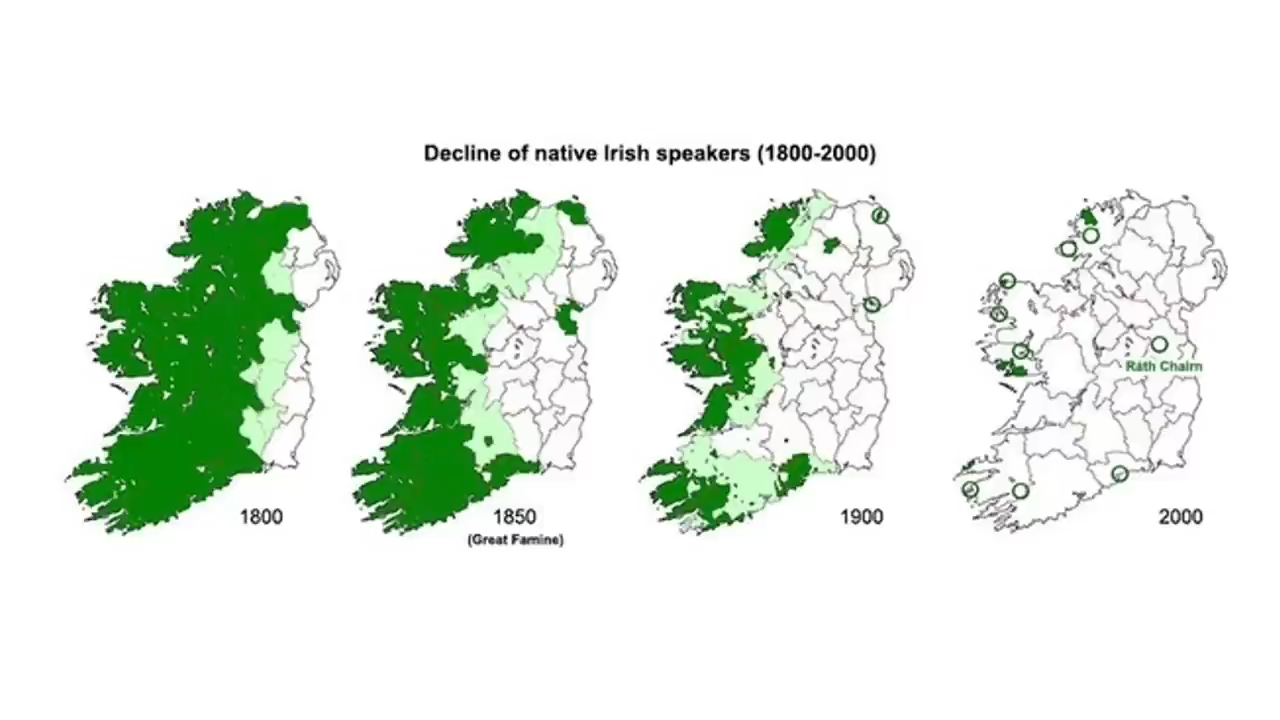 Decline of native Irish speakers (1800-2000)
1800
1850
(Great Famine)
1900
Ráth Chairn
2000